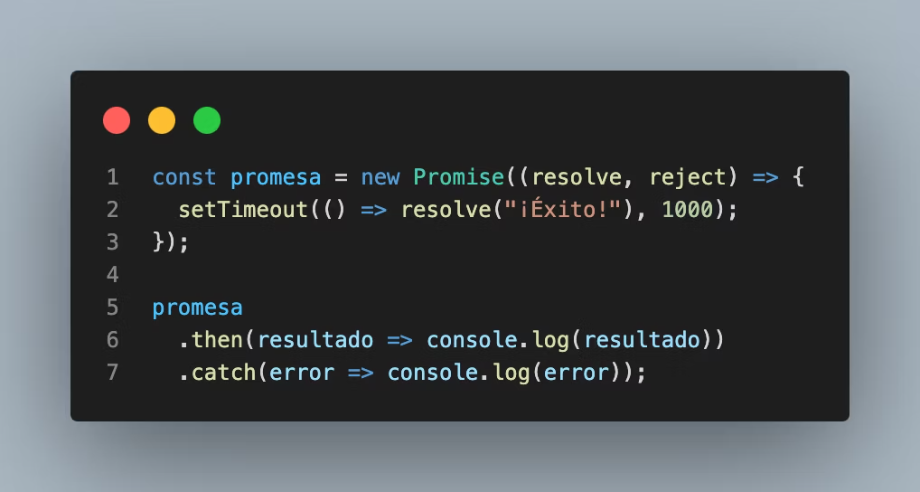 1 const promesa = new Promise((resolve, reject) => {
2   setTimeout(() => resolve("¡Éxito!"), 1000);
3 });
4
5 promesa
6   .then(resultado => console.log(resultado))
7   .catch(error => console.log(error));